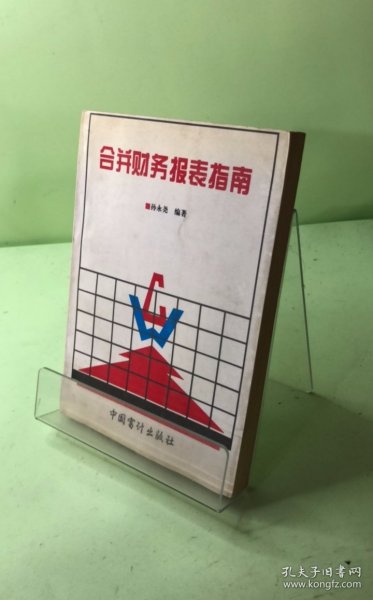 合并财务报表指南
孙永尧 编著
中国审计出版社
孔夫子旧书网
www.kongfz.com